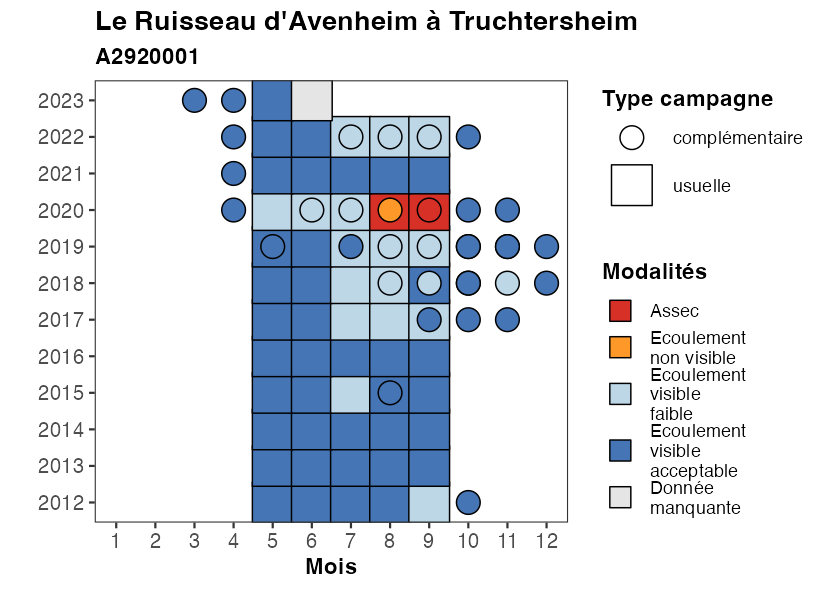 Le Ruisseau d'Avenheim à Truchtersheim
A2920001
2023
2022
2021
2020
2019
2018
2017
2016
2015
2014
2013
2012
1 2 3 4 5 6 7 8 9 10 11 12
Mois
Type campagne
complémentaire
usuelle
Modalités
Assec
Ecoulement
non visible
Ecoulement
visible
faible
Ecoulement
visible
acceptable
Donnée
manquante